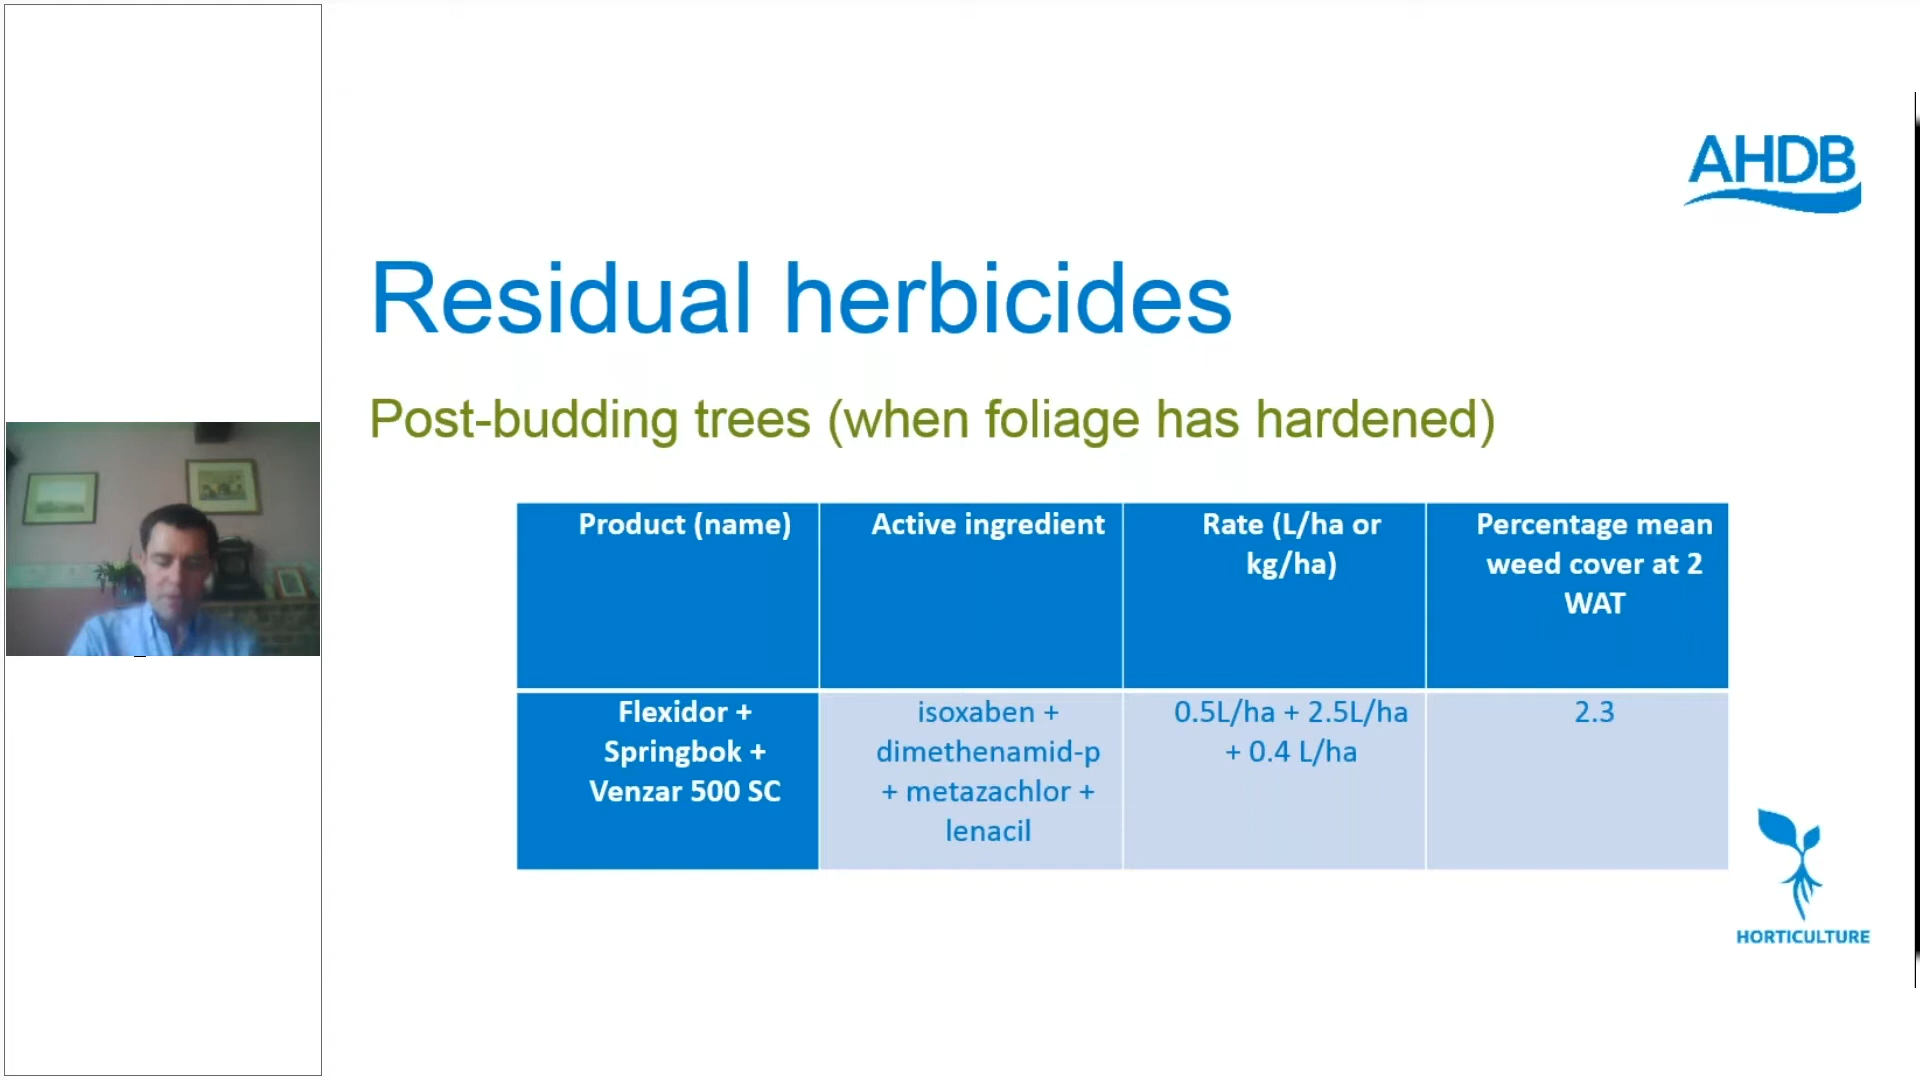 AHDB
Residual herbicides
Post-budding trees (when foliage has hardened)
Product (name)
Active ingredient
Rate (L/ha or
kg/ha)
Percentage mean
weed cover at 2
WAT
Flexidor +
Springbok +
Venzar 500 SC
isoxaben +
dimethenamid-p
+ metazachlor +
lenacil
0.5L/ha + 2.5L/ha
+ 0.4 L/ha
2.3
HORTICULTURE